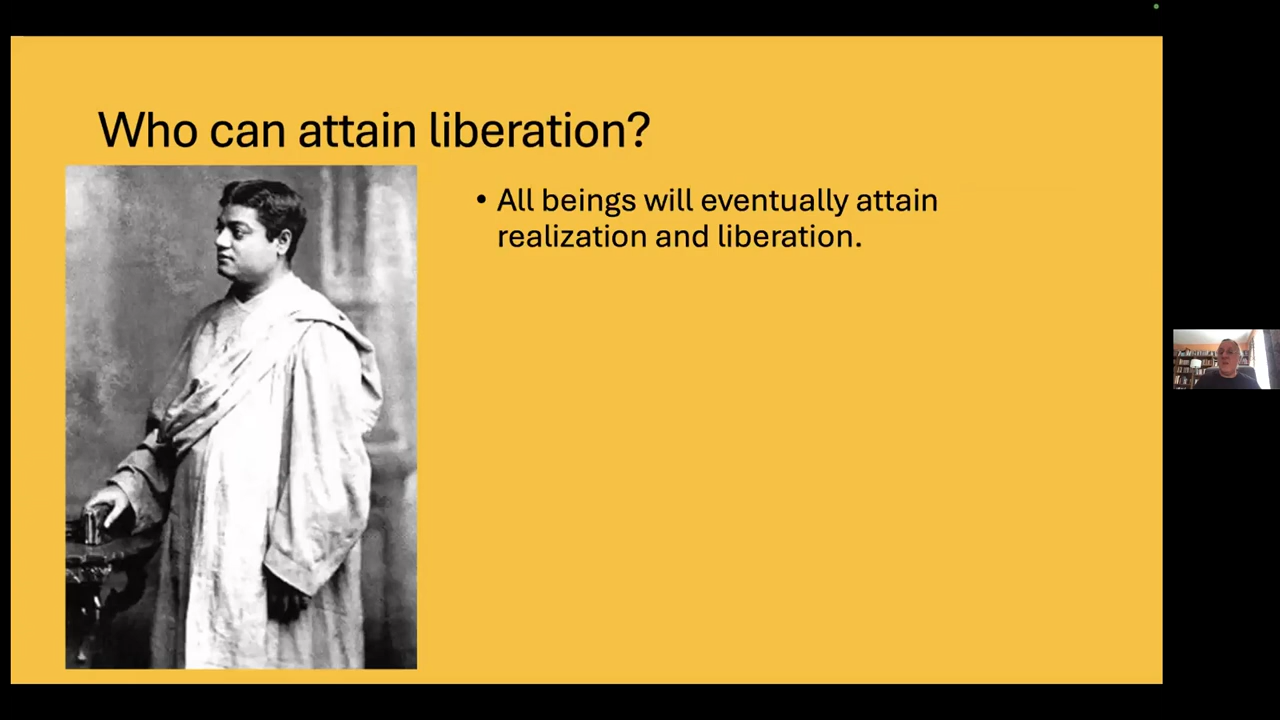 Who can attain liberation?
• All beings will eventually attain
realization and liberation.